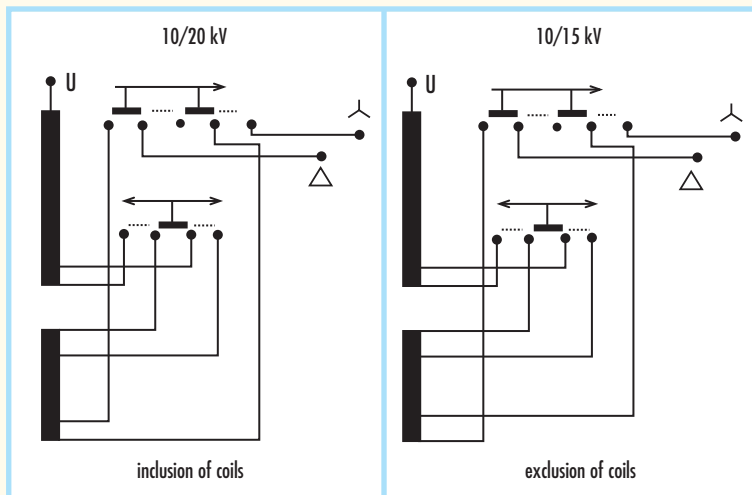 10/20 kV
U
inclusion of coils
10/15 kV
U
exclusion of coils